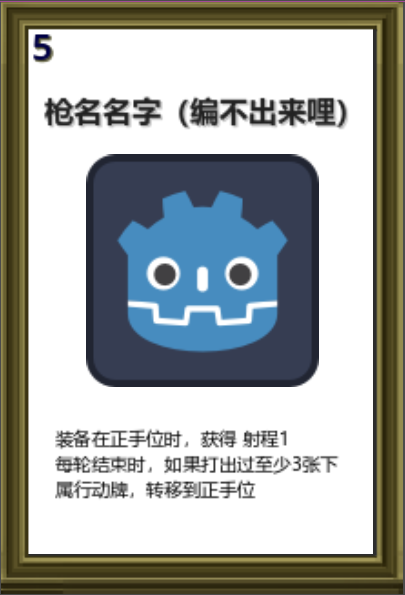 5
枪名名字（编不出来哩）
装备在正手位时，获得 射程1
每轮结束时，如果打出过至少3张下
属行动牌，转移到正手位